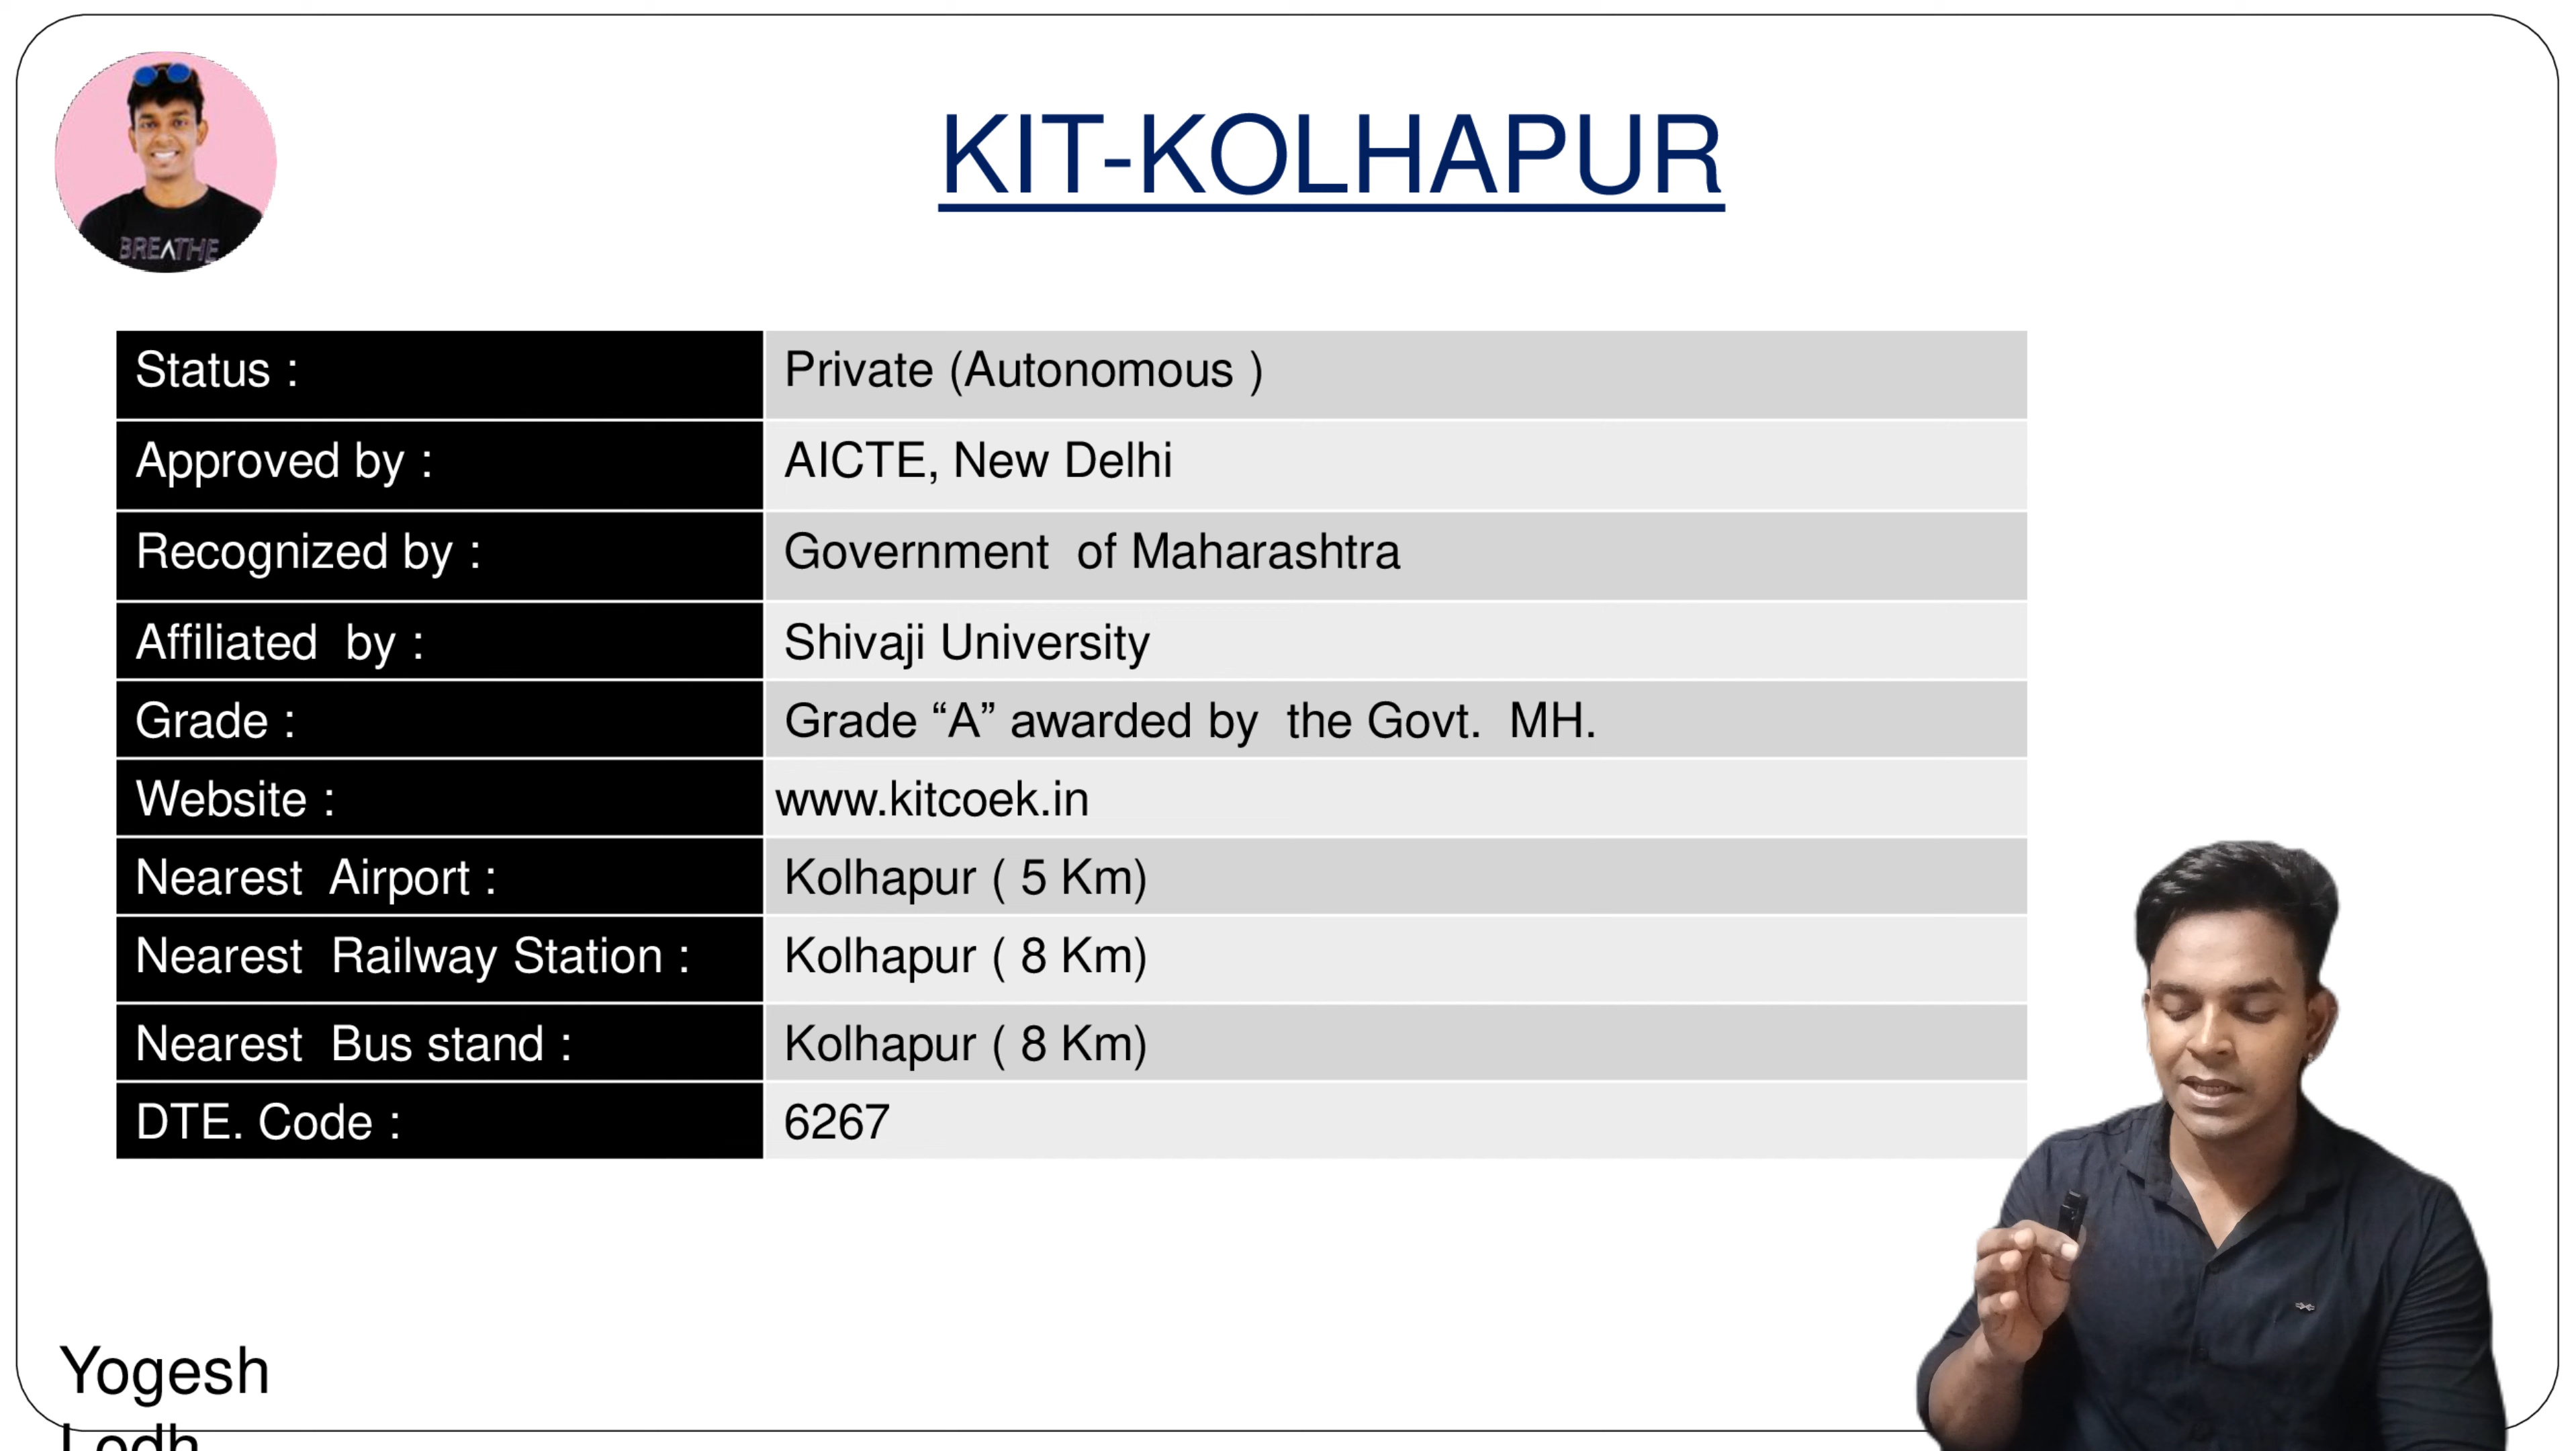 BREATHE
KIT-KOLHAPUR
Status : Private (Autonomous )
Approved by : AICTE, New Delhi
Recognized by : Government of Maharashtra
Affiliated by : Shivaji University
Grade : Grade “A” awarded by the Govt. MH.
Website : www.kitcoek.in
Nearest Airport : Kolhapur ( 5 Km)
Nearest Railway Station : Kolhapur ( 8 Km)
Nearest Bus stand : Kolhapur ( 8 Km)
DTE. Code : 6267
Yogesh
Lodh